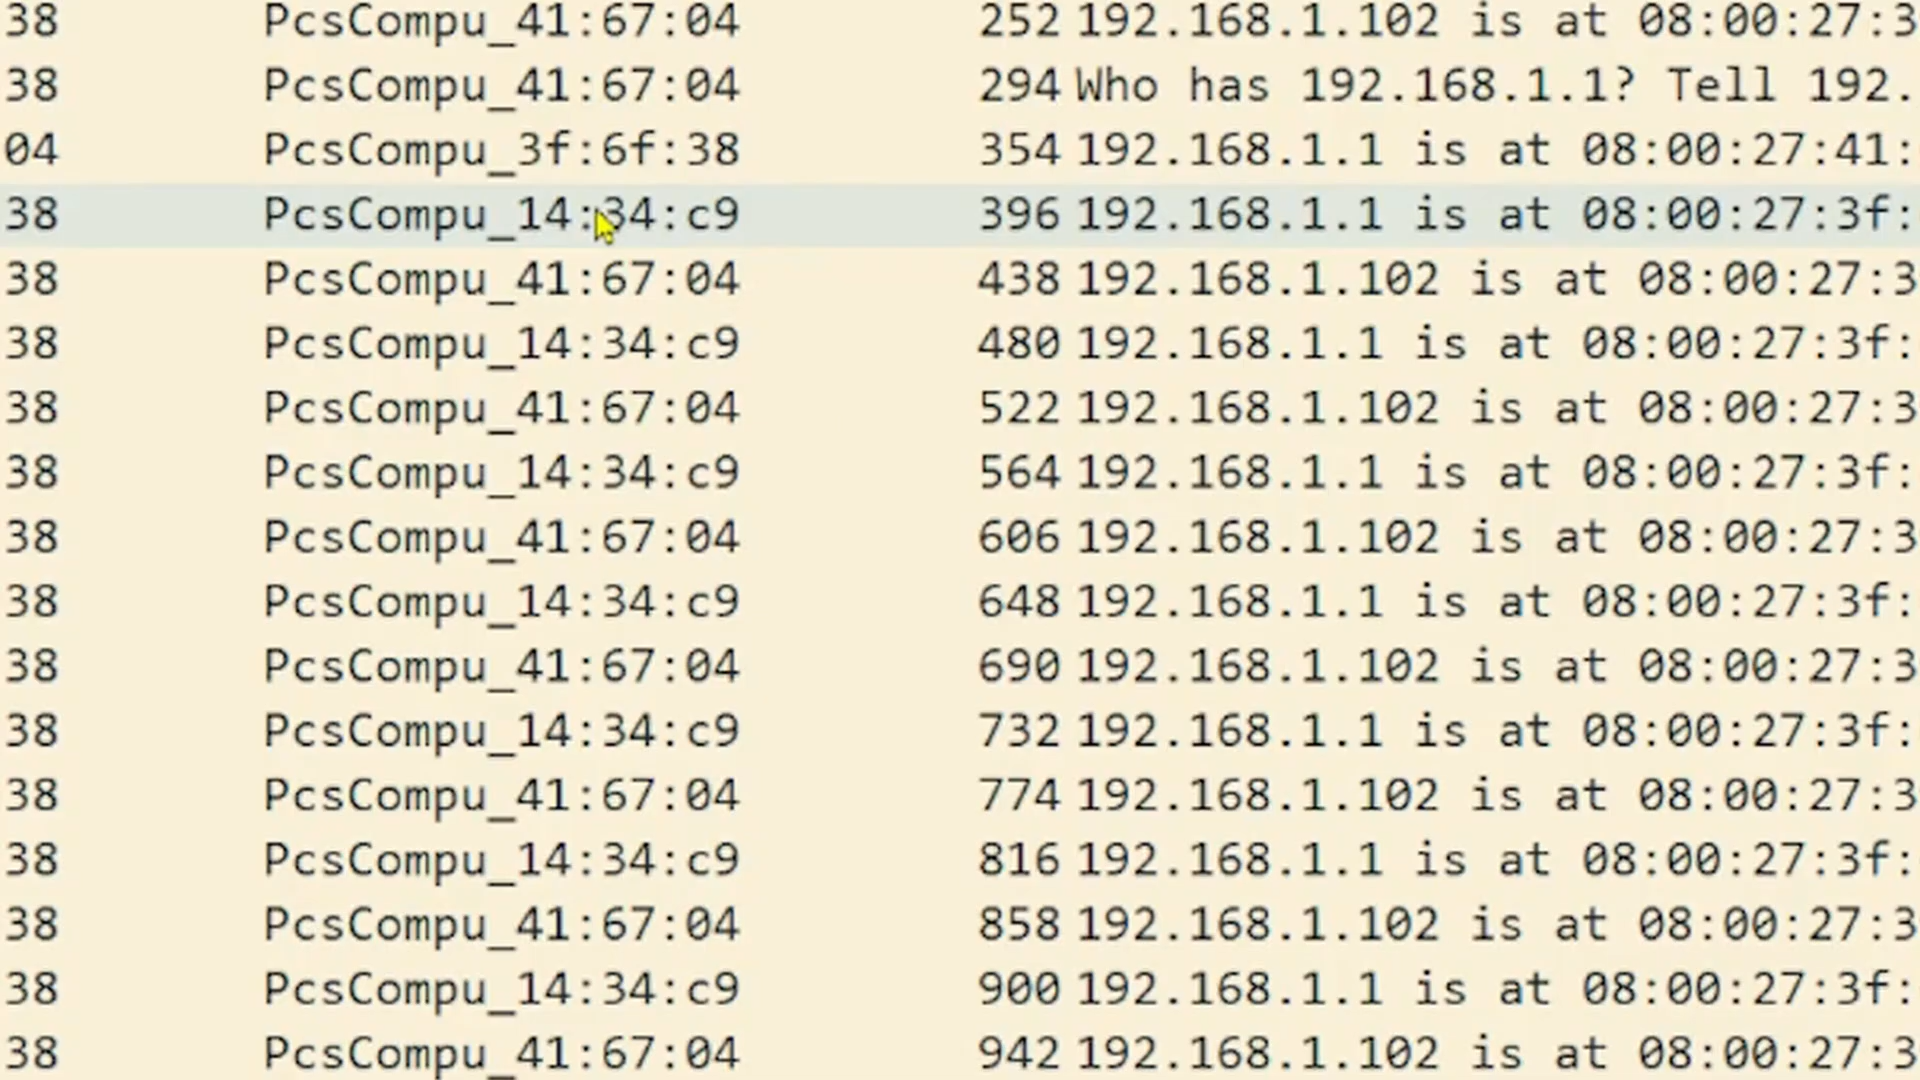 38 PcsCompu_41:67:04 252 192.168.1.102 is at 08:00:27:3
38 PcsCompu_41:67:04 294 Who has 192.168.1.1? Tell 192.
04 PcsCompu_3f:6f:38 354 192.168.1.1 is at 08:00:27:41:
38 PcsCompu_14:34:c9 396 192.168.1.1 is at 08:00:27:3f:
38 PcsCompu_41:67:04 438 192.168.1.102 is at 08:00:27:3
38 PcsCompu_14:34:c9 480 192.168.1.1 is at 08:00:27:3f:
38 PcsCompu_41:67:04 522 192.168.1.102 is at 08:00:27:3
38 PcsCompu_14:34:c9 564 192.168.1.1 is at 08:00:27:3f:
38 PcsCompu_41:67:04 606 192.168.1.102 is at 08:00:27:3
38 PcsCompu_14:34:c9 648 192.168.1.1 is at 08:00:27:3f:
38 PcsCompu_41:67:04 690 192.168.1.102 is at 08:00:27:3
38 PcsCompu_14:34:c9 732 192.168.1.1 is at 08:00:27:3f:
38 PcsCompu_41:67:04 774 192.168.1.102 is at 08:00:27:3
38 PcsCompu_14:34:c9 816 192.168.1.1 is at 08:00:27:3f:
38 PcsCompu_41:67:04 858 192.168.1.102 is at 08:00:27:3
38 PcsCompu_14:34:c9 900 192.168.1.1 is at 08:00:27:3f:
38 PcsCompu_41:67:04 942 192.168.1.102 is at 08:00:27:3